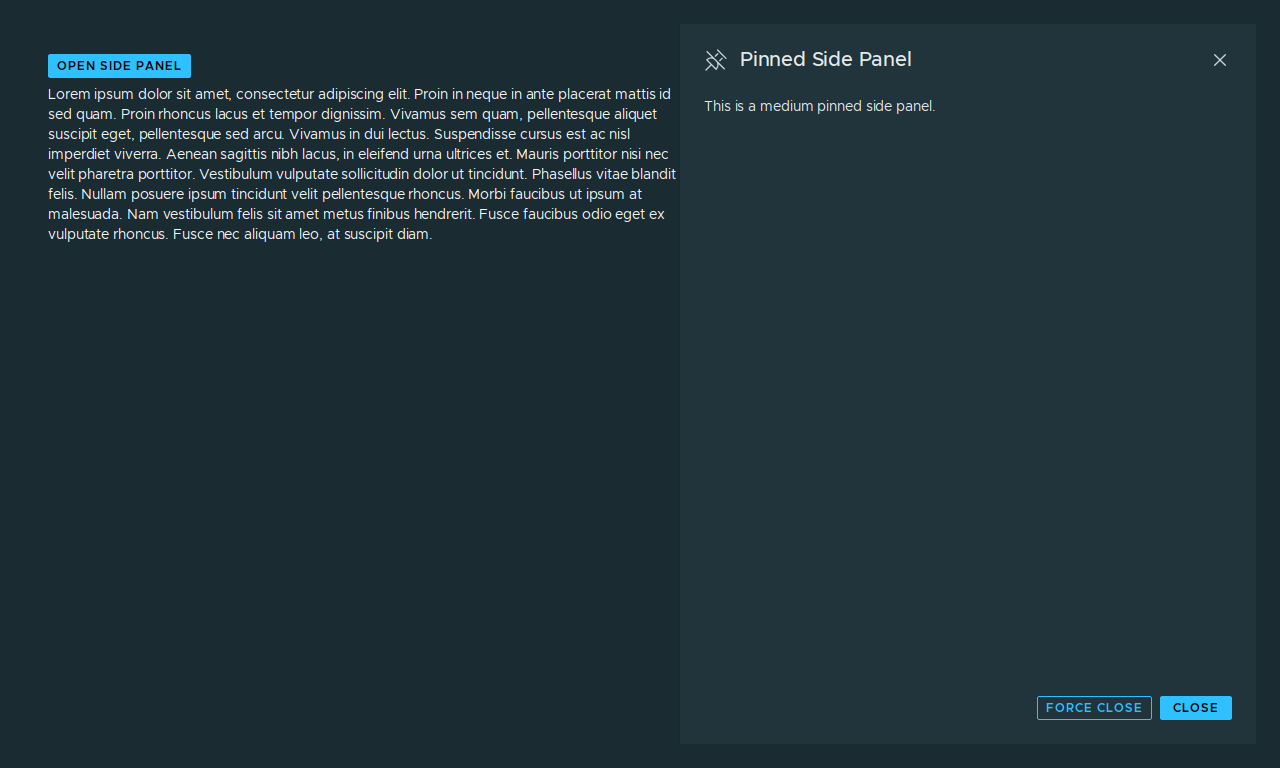 OPEN SIDE PANEL
Lorem ipsum dolor sit amet, consectetur adipiscing elit. Proin in neque in ante placerat mattis id
sed quam. Proin rhoncus lacus et tempor dignissim. Vivamus sem quam, pellentesque aliquet
suscipit eget, pellentesque sed arcu. Vivamus in dui lectus. Suspendisse cursus est ac nisl
imperdiet viverra. Aenean sagittis nibh lacus, in eleifend urna ultrices et. Mauris porttitor nisi nec
velit pharetra porttitor. Vestibulum vulputate sollicitudin dolor ut tincidunt. Phasellus vitae blandit
felis. Nullam posuere ipsum tincidunt velit pellentesque rhoncus. Morbi faucibus ut ipsum at
malesuada. Nam vestibulum felis sit amet metus finibus hendrerit. Fusce faucibus odio eget ex
vulputate rhoncus. Fusce nec aliquam leo, at suscipit diam.
Pinned Side Panel
This is a medium pinned side panel.
FORCE CLOSE
CLOSE